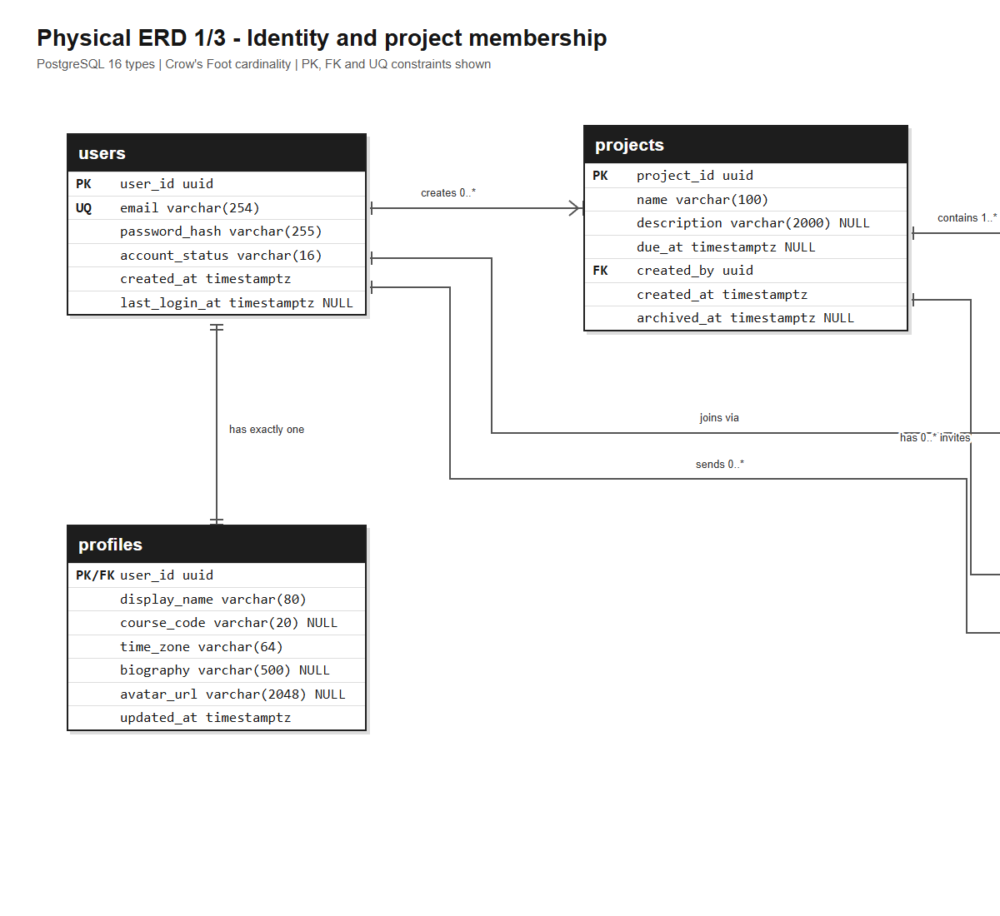 Physical ERD 1/3 - Identity and project membership
PostgreSQL 16 types | Crow's Foot cardinality | PK, FK and UQ constraints shown
users
PK user_id uuid
UQ email varchar(254)
password_hash varchar(255)
account_status varchar(16)
created_at timestamptz
last_login_at timestamptz NULL
creates 0..*
projects
PK project_id uuid
name varchar(100)
description varchar(2000) NULL
due_at timestamptz NULL
FK created_by uuid
created_at timestamptz
archived_at timestamptz NULL
contains 1..*
has exactly one
joins via
has 0..* invites
sends 0..*
profiles
PK/FK user_id uuid
display_name varchar(80)
course_code varchar(20) NULL
time_zone varchar(64)
biography varchar(500) NULL
avatar_url varchar(2048) NULL
updated_at timestamptz